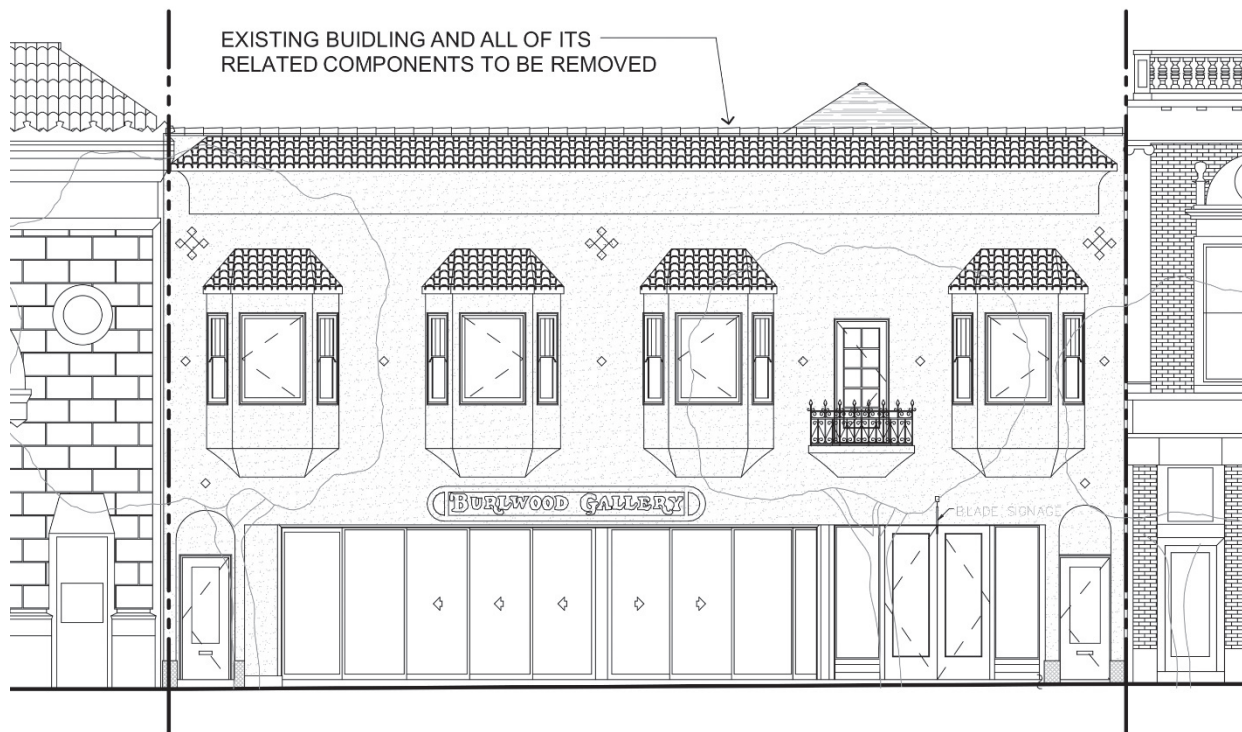 EXISTING BUIDLING AND ALL OF ITS
RELATED COMPONENTS TO BE REMOVED
BURLWOOD GALLERY
BLADE SIGNAGE